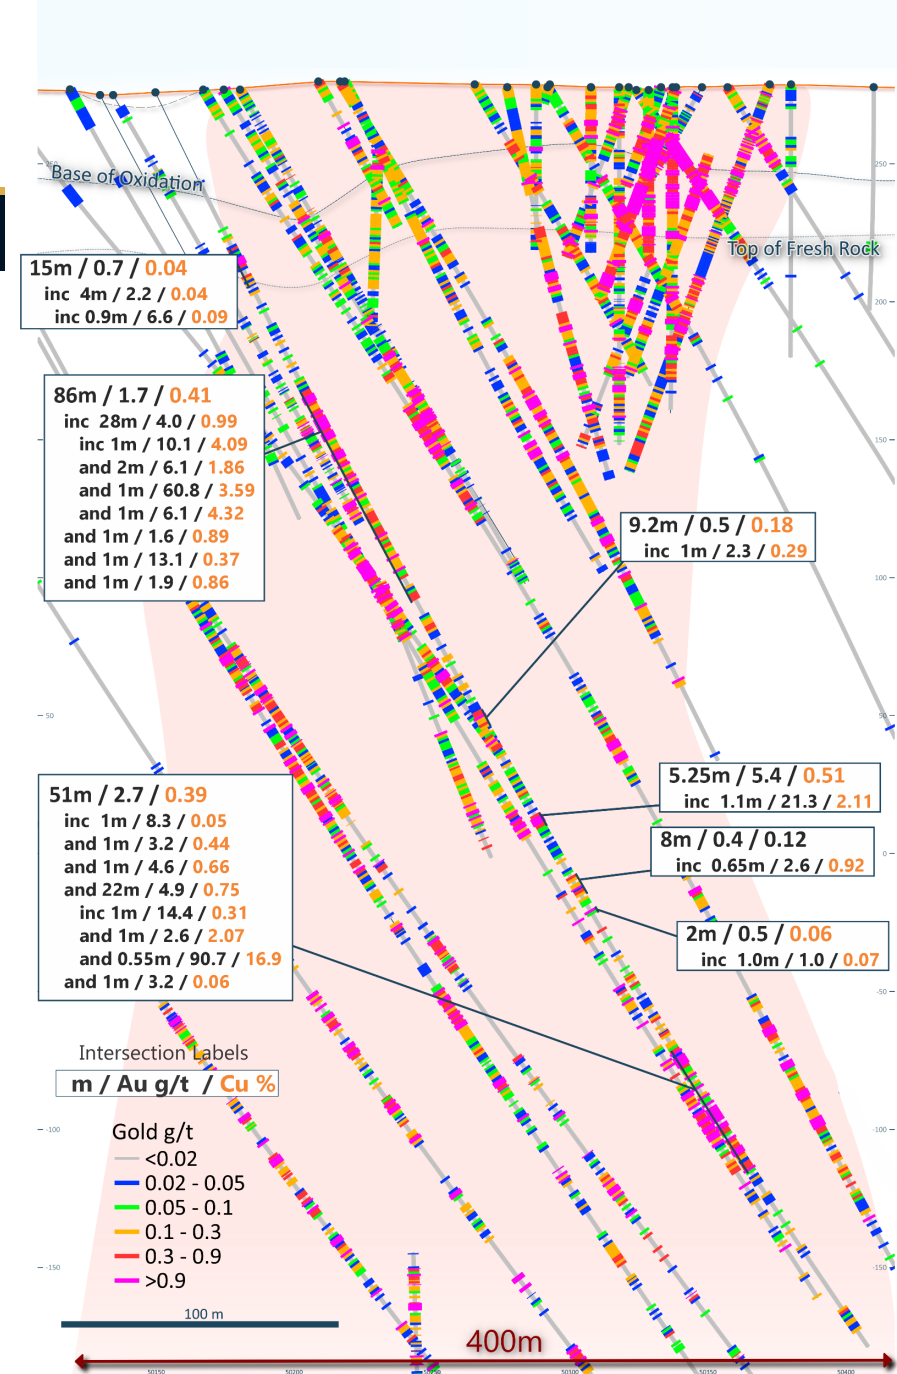 250
250
Base of Oxidation
Top of Fresh Rock
15m / 0.7 / 0.04
inc 4m / 2.2 / 0.04
inc 0.9m / 6.6 / 0.09
200
86m / 1.7 / 0.41
inc 28m / 4.0 / 0.99
inc 1m / 10.1 / 4.09
and 2m / 6.1 / 1.86
and 1m / 60.8 / 3.59
and 1m / 6.1 / 4.32
and 1m / 1.6 / 0.89
and 1m / 13.1 / 0.37
and 1m / 1.9 / 0.86
150
9.2m / 0.5 / 0.18
inc 1m / 2.3 / 0.29
100
50
50
5.25m / 5.4 / 0.51
inc 1.1m / 21.3 / 2.11
51m / 2.7 / 0.39
inc 1m / 8.3 / 0.05
and 1m / 3.2 / 0.44
and 1m / 4.6 / 0.66
and 22m / 4.9 / 0.75
inc 1m / 14.4 / 0.31
and 1m / 2.6 / 2.07
and 0.55m / 90.7 / 16.9
and 1m / 3.2 / 0.06
8m / 0.4 / 0.12
inc 0.65m / 2.6 / 0.92
0
2m / 0.5 / 0.06
inc 1.0m / 1.0 / 0.07
-50
Intersection Labels
m / Au g/t / Cu %
-100
-100
Gold g/t
<0.02
0.02 - 0.05
0.05 - 0.1
0.1 - 0.3
0.3 - 0.9
>0.9
-150
-150
100 m
400m
50150
50200
50100
50150
50400